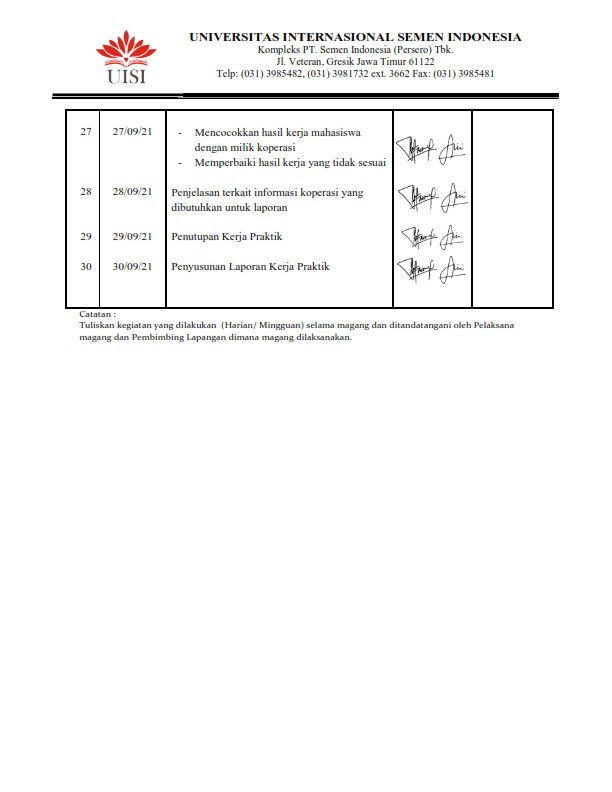 UNIVERSITAS INTERNASIONAL SEMEN INDONESIA
Kompleks PT. Semen Indonesia (Persero) Tbk.
Jl. Veteran, Gresik Jawa Timur 61122
Telp: (031) 3985482, (031) 3981732 ext. 3662 Fax: (031) 3985481
UISI
27 27/09/21 - Mencocokkan hasil kerja mahasiswa
dengan milik koperasi
- Memperbaiki hasil kerja yang tidak sesuai
28 28/09/21 Penjelasan terkait informasi koperasi yang
dibutuhkan untuk laporan
29 29/09/21 Penutupan Kerja Praktik
30 30/09/21 Penyusunan Laporan Kerja Praktik
Catatan :
Tuliskan kegiatan yang dilakukan (Harian/ Mingguan) selama magang dan ditandatangani oleh Pelaksana
magang dan Pembimbing Lapangan dimana magang dilaksanakan.